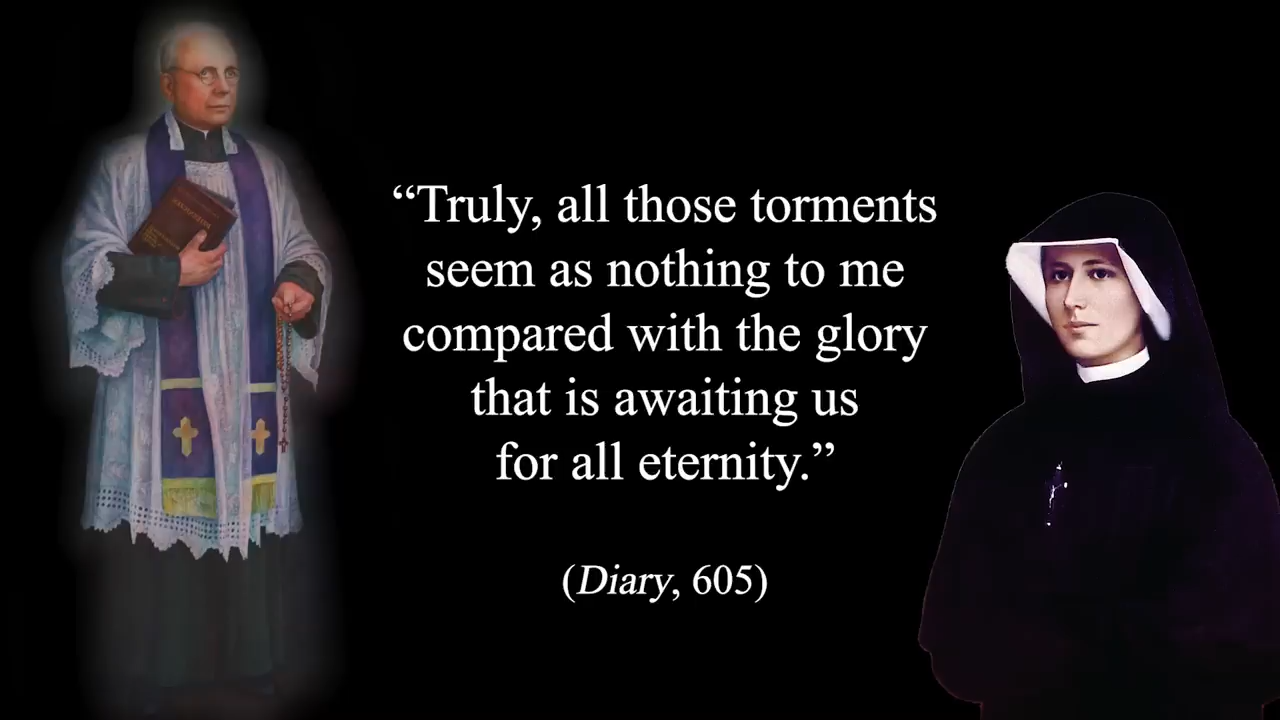 “Truly, all those torments
seem as nothing to me
compared with the glory
that is awaiting us
for all eternity.”
(Diary, 605)